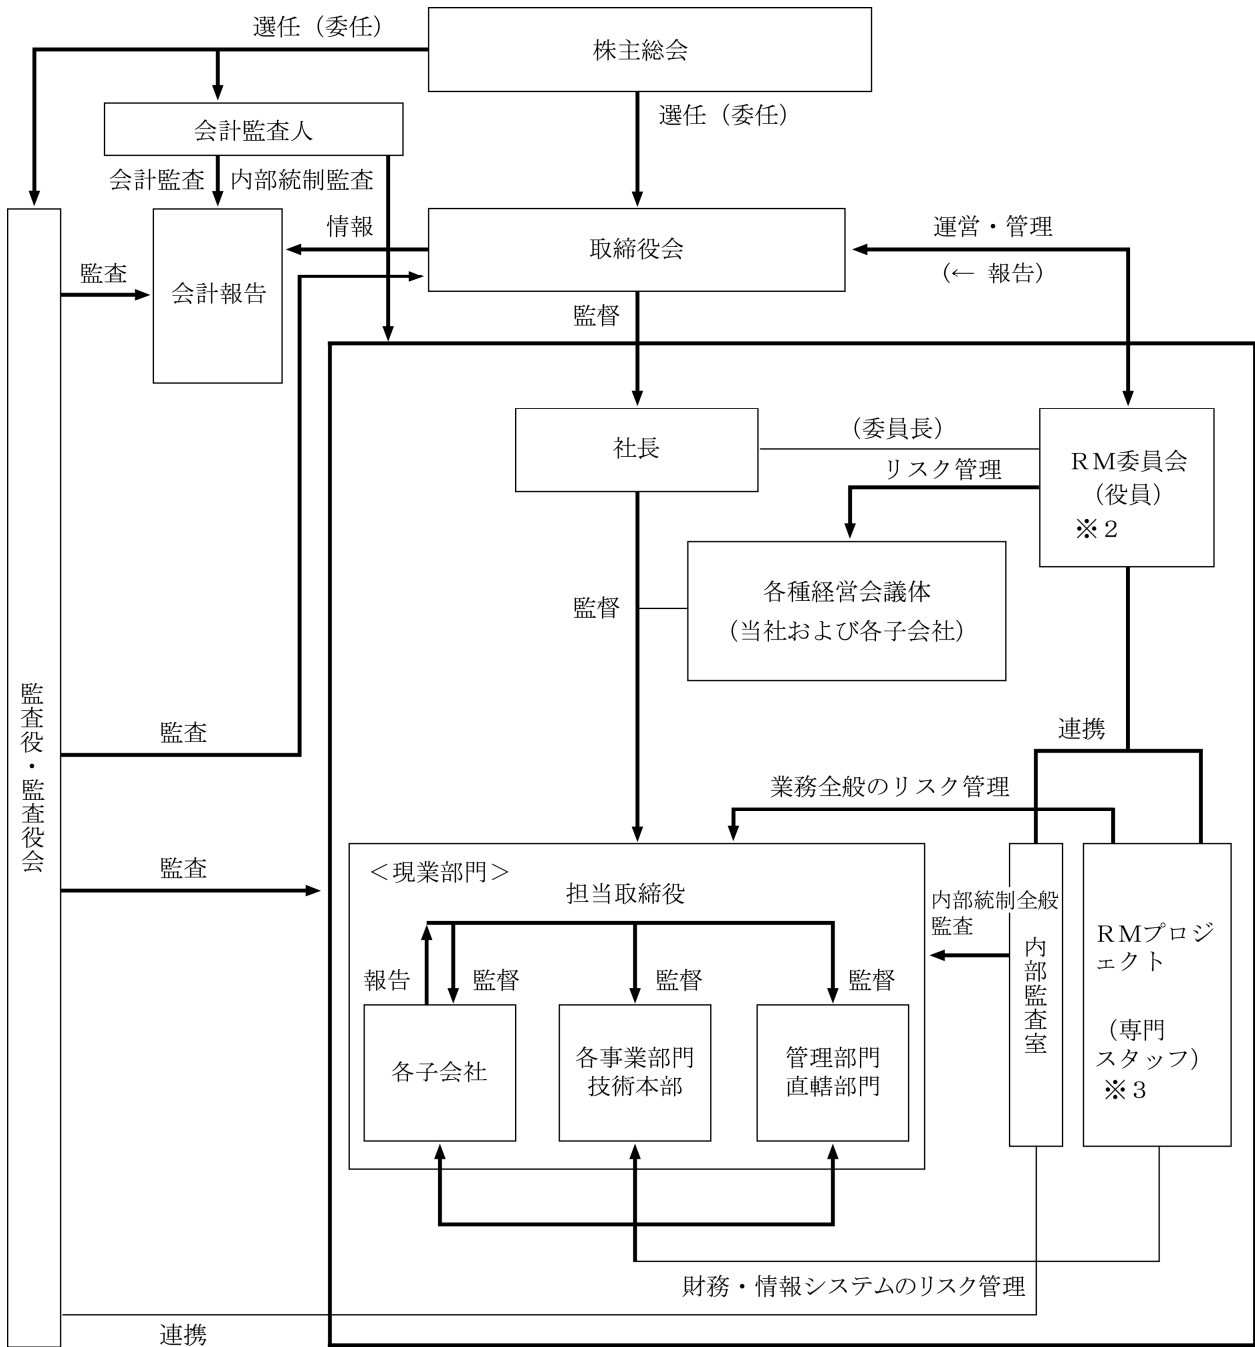 選任（委任）
株主総会
選任（委任）
会計監査人
会計監査
内部統制監査
情報
取締役会
運営・管理
（← 報告）
監査
会計報告
監督
社長
（委員長）
ＲＭ委員会
（役員）
※２
リスク管理
各種経営会議体
（当社および各子会社）
監督
監査役・監査役会
監査
連携
業務全般のリスク管理
監査
＜現業部門＞
担当取締役
内部統制全般
監査
内部監査室
ＲＭプロジ
ェクト
（専門
スタッフ）
※３
報告
監督
監督
監督
各子会社
各事業部門
技術本部
管理部門
直轄部門
財務・情報システムのリスク管理
連携